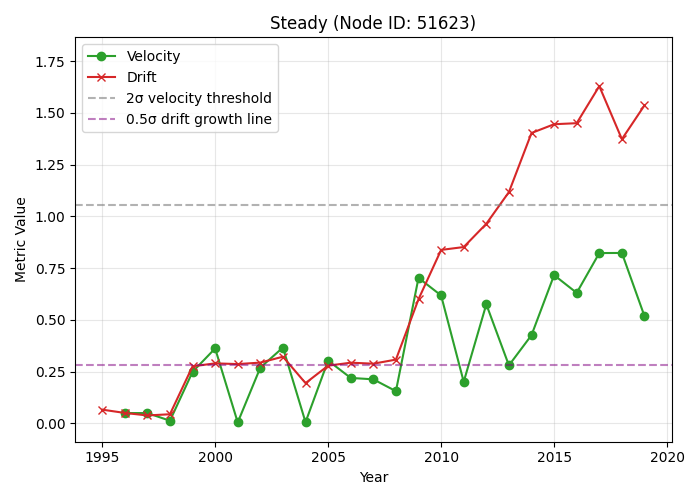 Steady (Node ID: 51623)
Velocity
Drift
2σ velocity threshold
0.5σ drift growth line
Metric Value
1.75
1.50
1.25
1.00
0.75
0.50
0.25
0.00
1995
2000
2005
2010
2015
2020
Year